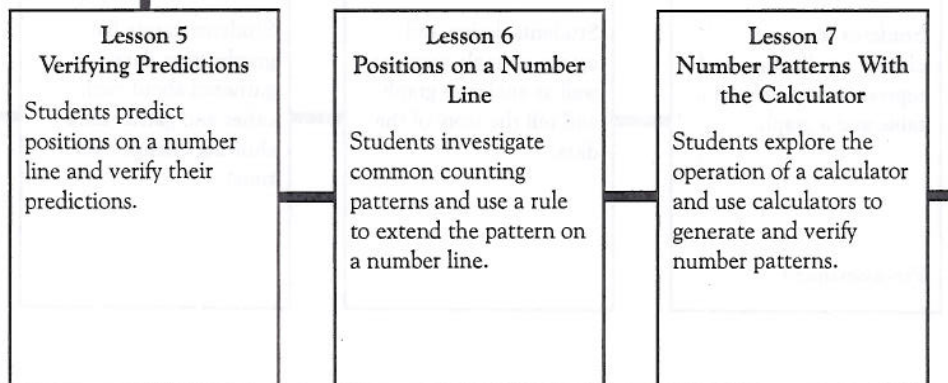 Lesson 5
Verifying Predictions
Students predict
positions on a number
line and verify their
predictions.
Lesson 6
Positions on a Number
Line
Students investigate
common counting
patterns and use a rule
to extend the pattern on
a number line.
Lesson 7
Number Patterns With
the Calculator
Students explore the
operation of a calculator
and use calculators to
generate and verify
number patterns.